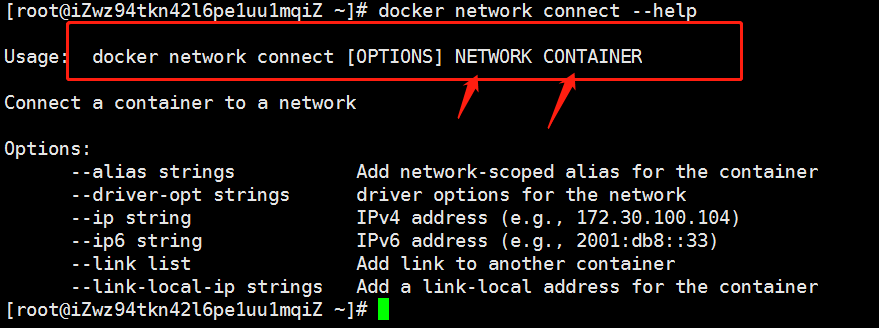 [root@iZwz94tkn42l6pe1uu1mqiZ ~]# docker network connect --help
Usage:  docker network connect [OPTIONS] NETWORK CONTAINER
Connect a container to a network
Options:
      --alias strings           Add network-scoped alias for the container
      --driver-opt strings      driver options for the network
      --ip string               IPv4 address (e.g., 172.30.100.104)
      --ip6 string              IPv6 address (e.g., 2001:db8::33)
      --link list               Add link to another container
      --link-local-ip strings   Add a link-local address for the container
[root@iZwz94tkn42l6pe1uu1mqiZ ~]#